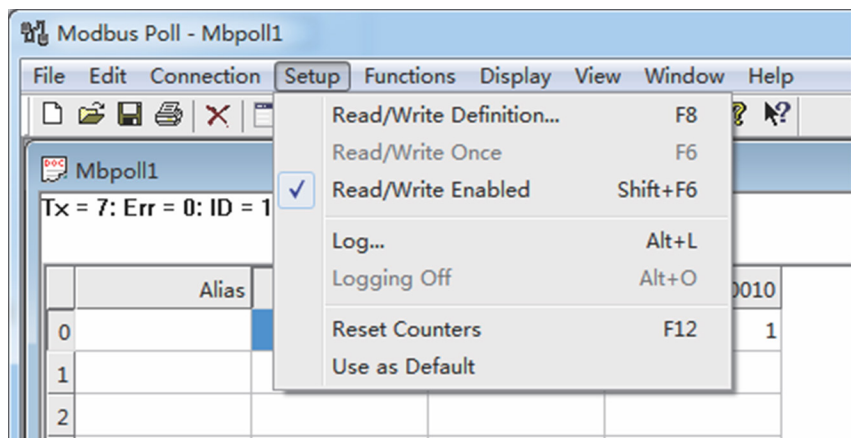 Modbus Poll - Mbpoll1
File Edit Connection Setup Functions Display View Window Help
Read/Write Definition... F8
Read/Write Once F6
Read/Write Enabled Shift+F6
Log... Alt+L
Logging Off Alt+O
Reset Counters F12
Use as Default
Mbpoll1
Tx = 7: Err = 0: ID = 1
Alias 0010
0 1
1
2